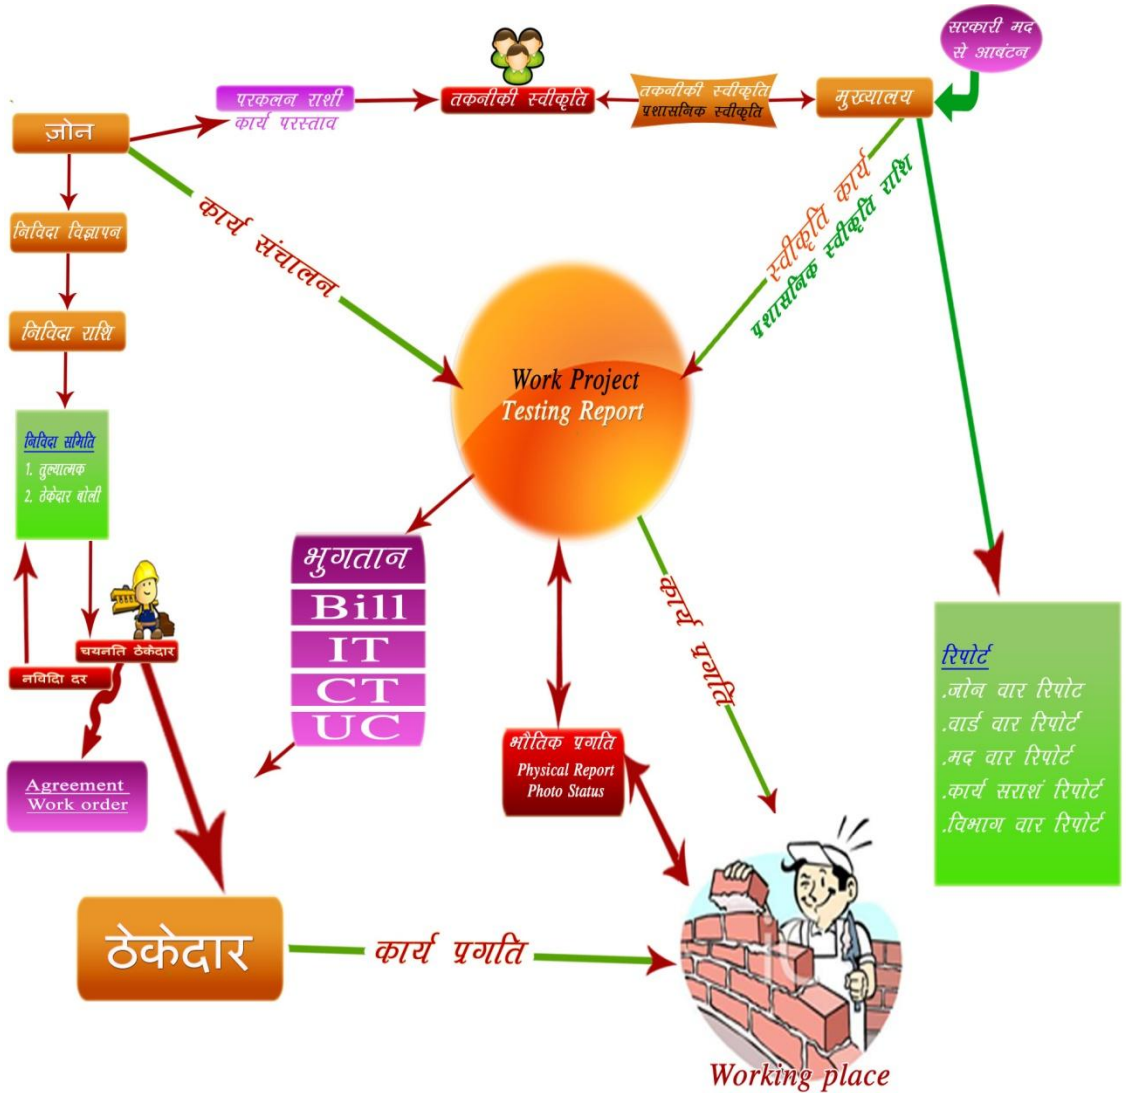 सरकारी मद
से आबंटन
परकलन राशी
कार्य परस्ताव
तकनीकी स्वीकृति
तकनीकी स्वीकृति
प्रशासनिक स्वीकृति
मुख्यालय
ज़ोन
कार्य संचालन
स्वीकृति कार्य
प्रशासनिक स्वीकृति राशि
निविदा विज्ञापन
निविदा राशि
Work Project
Testing Report
निविदा समिति
1. तुल्यात्मक
2. ठेकेदार बोली
भुगतान
Bill
IT
CT
UC
कार्य प्रगति
चयनति ठेकेदार
नविदाि दर
Agreement
Work order
भौतिक प्रगति
Physical Report
Photo Status
रिपोर्ट
.जोन वार रिपोट
.वार्ड वार रिपोर्ट
.मद वार रिपोर्ट
.कार्य सराशं रिपोर्ट
.विभाग वार रिपोर्ट
ठेकेदार
कार्य प्रगति
Working place